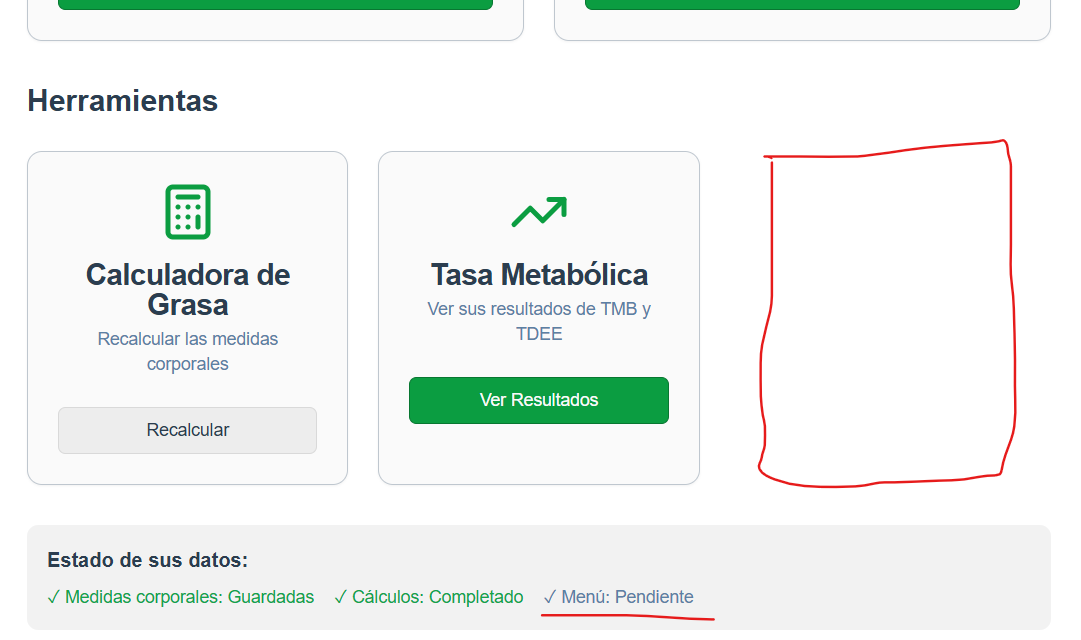 Herramientas
Calculadora de
Grasa
Recalcular las medidas
corporales
Recalcular
Tasa Metabólica
Ver sus resultados de TMB y
TDEE
Ver Resultados
Estado de sus datos:
✓ Medidas corporales: Guardadas ✓ Cálculos: Completado ✓ Menú: Pendiente